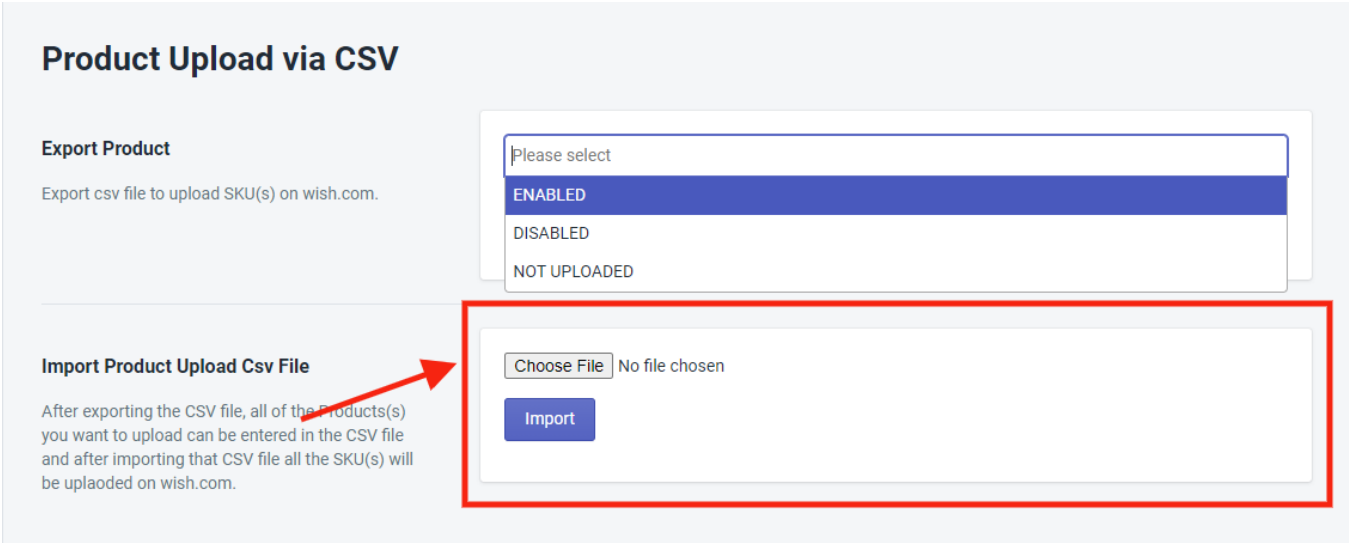 Product Upload via CSV
Export Product
Export csv file to upload SKU(s) on wish.com.
Please select
ENABLED
DISABLED
NOT UPLOADED
Import Product Upload Csv File
After exporting the CSV file, all of the Products(s)
you want to upload can be entered in the CSV file
and after importing that CSV file all the SKU(s) will
be uplaoded on wish.com.
Choose File No file chosen
Import